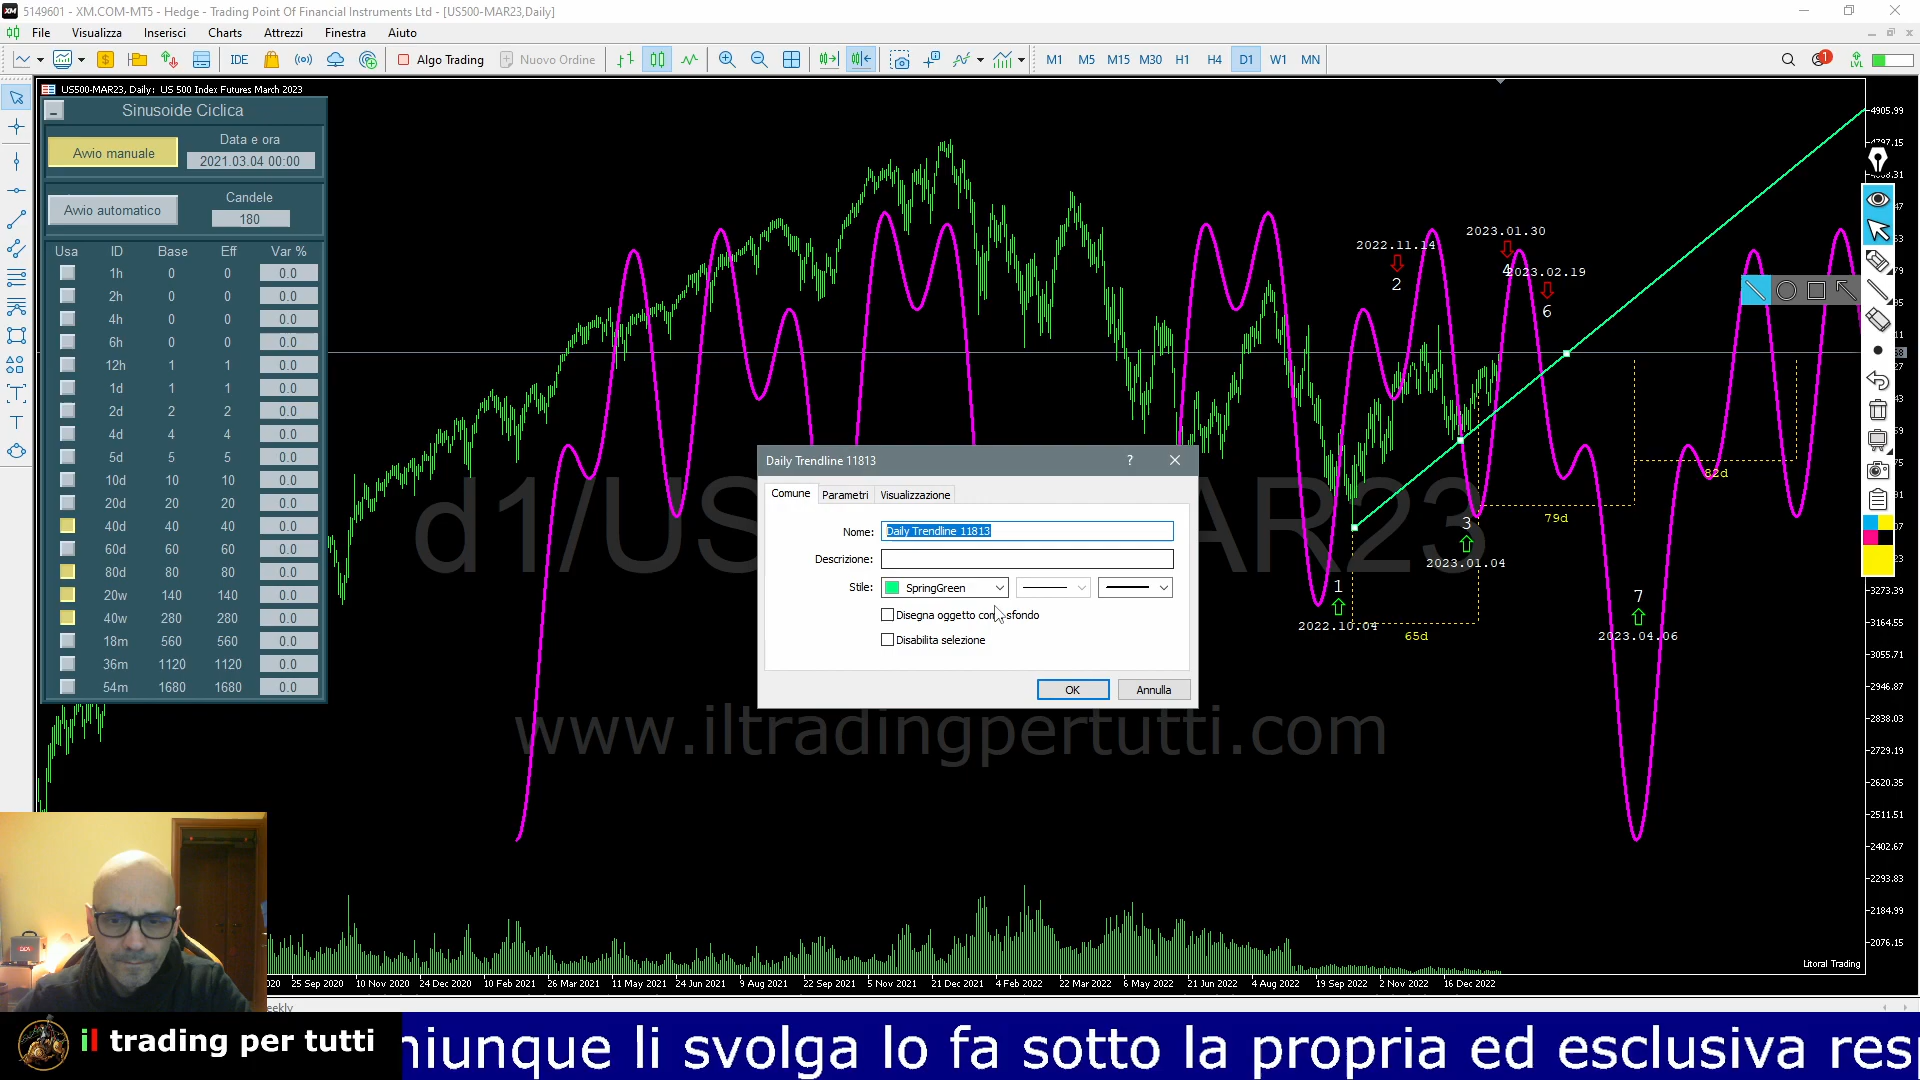 5149601 - XM.COM-MT5 - Hedge - Trading Point Of Financial Instruments Ltd - [US500-MAR23,Daily]
File Visualizza Inserisci Charts Attrezzi Finestra Aiuto
IDE Algo Trading Nuovo Ordine M1 M5 M15 M30 H1 H4 D1 W1 MN
US500-MAR23, Daily: US 500 Index Futures March 2023
Sinusoide Ciclica
Avvio manuale
Data e ora
2021.03.04 00:00
Avvio automatico
Candele
180
Usa ID Base Eff Var %
1h 0 0 0.0
2h 0 0 0.0
4h 0 0 0.0
6h 0 0 0.0
12h 1 1 0.0
1d 1 1 0.0
2d 2 2 0.0
4d 4 4 0.0
5d 5 5 0.0
10d 10 10 0.0
20d 20 20 0.0
40d 40 40 0.0
60d 60 60 0.0
80d 80 80 0.0
20w 140 140 0.0
40w 280 280 0.0
18m 560 560 0.0
36m 1120 1120 0.0
54m 1680 1680 0.0
2022.11.14
2
2023.01.30
4
2023.02.19
6
82d
79d
3
2023.01.04
1
2022.10.04
65d
7
2023.04.06
Daily Trendline 11813
Comune Parametri Visualizzazione
Nome: Daily Trendline 11813
Descrizione:
Stile: SpringGreen
Disegna oggetto com sfondo
Disabilita selezione
OK Annulla
www.iltradingpertutti.com
4905.99
4797.15
3273.39
3164.55
3055.71
2946.87
2838.03
2729.19
2620.35
2511.51
2402.67
2293.83
2184.99
2076.15
Litoral Trading
25 Sep 2020 10 Nov 2020 24 Dec 2020 10 Feb 2021 26 Mar 2021 11 May 2021 24 Jun 2021 9 Aug 2021 22 Sep 2021 5 Nov 2021 21 Dec 2021 4 Feb 2022 22 Mar 2022 6 May 2022 21 Jun 2022 4 Aug 2022 19 Sep 2022 2 Nov 2022 16 Dec 2022
il trading per tutti
niunque li svolga lo fa sotto la propria ed esclusiva res